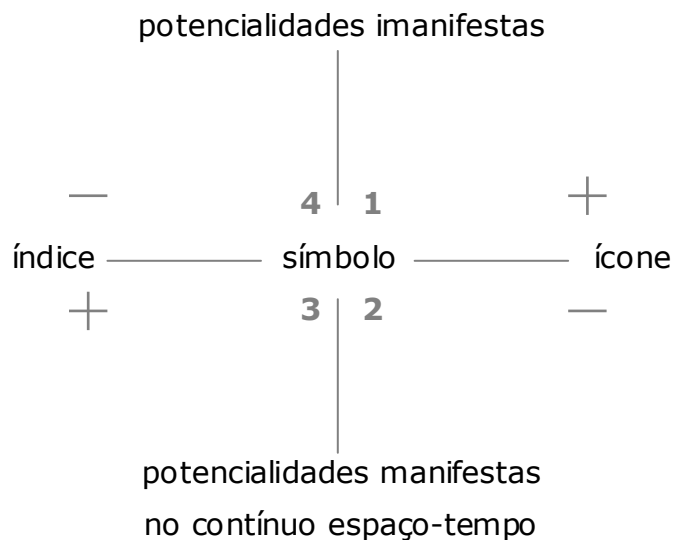 potencialidades imanifestas
— +
4 1
índice símbolo ícone
+ —
3 2
potencialidades manifestas
no contínuo espaço-tempo